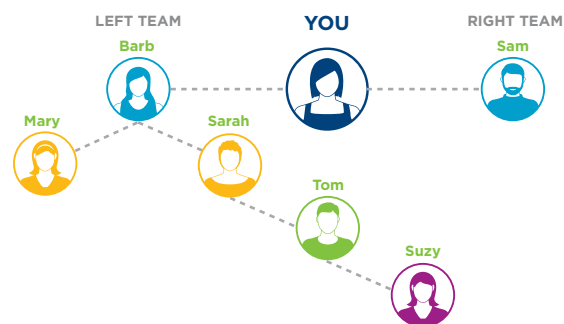 LEFT TEAM
YOU
RIGHT TEAM
Barb
Sam
Mary
Sarah
Tom
Suzy